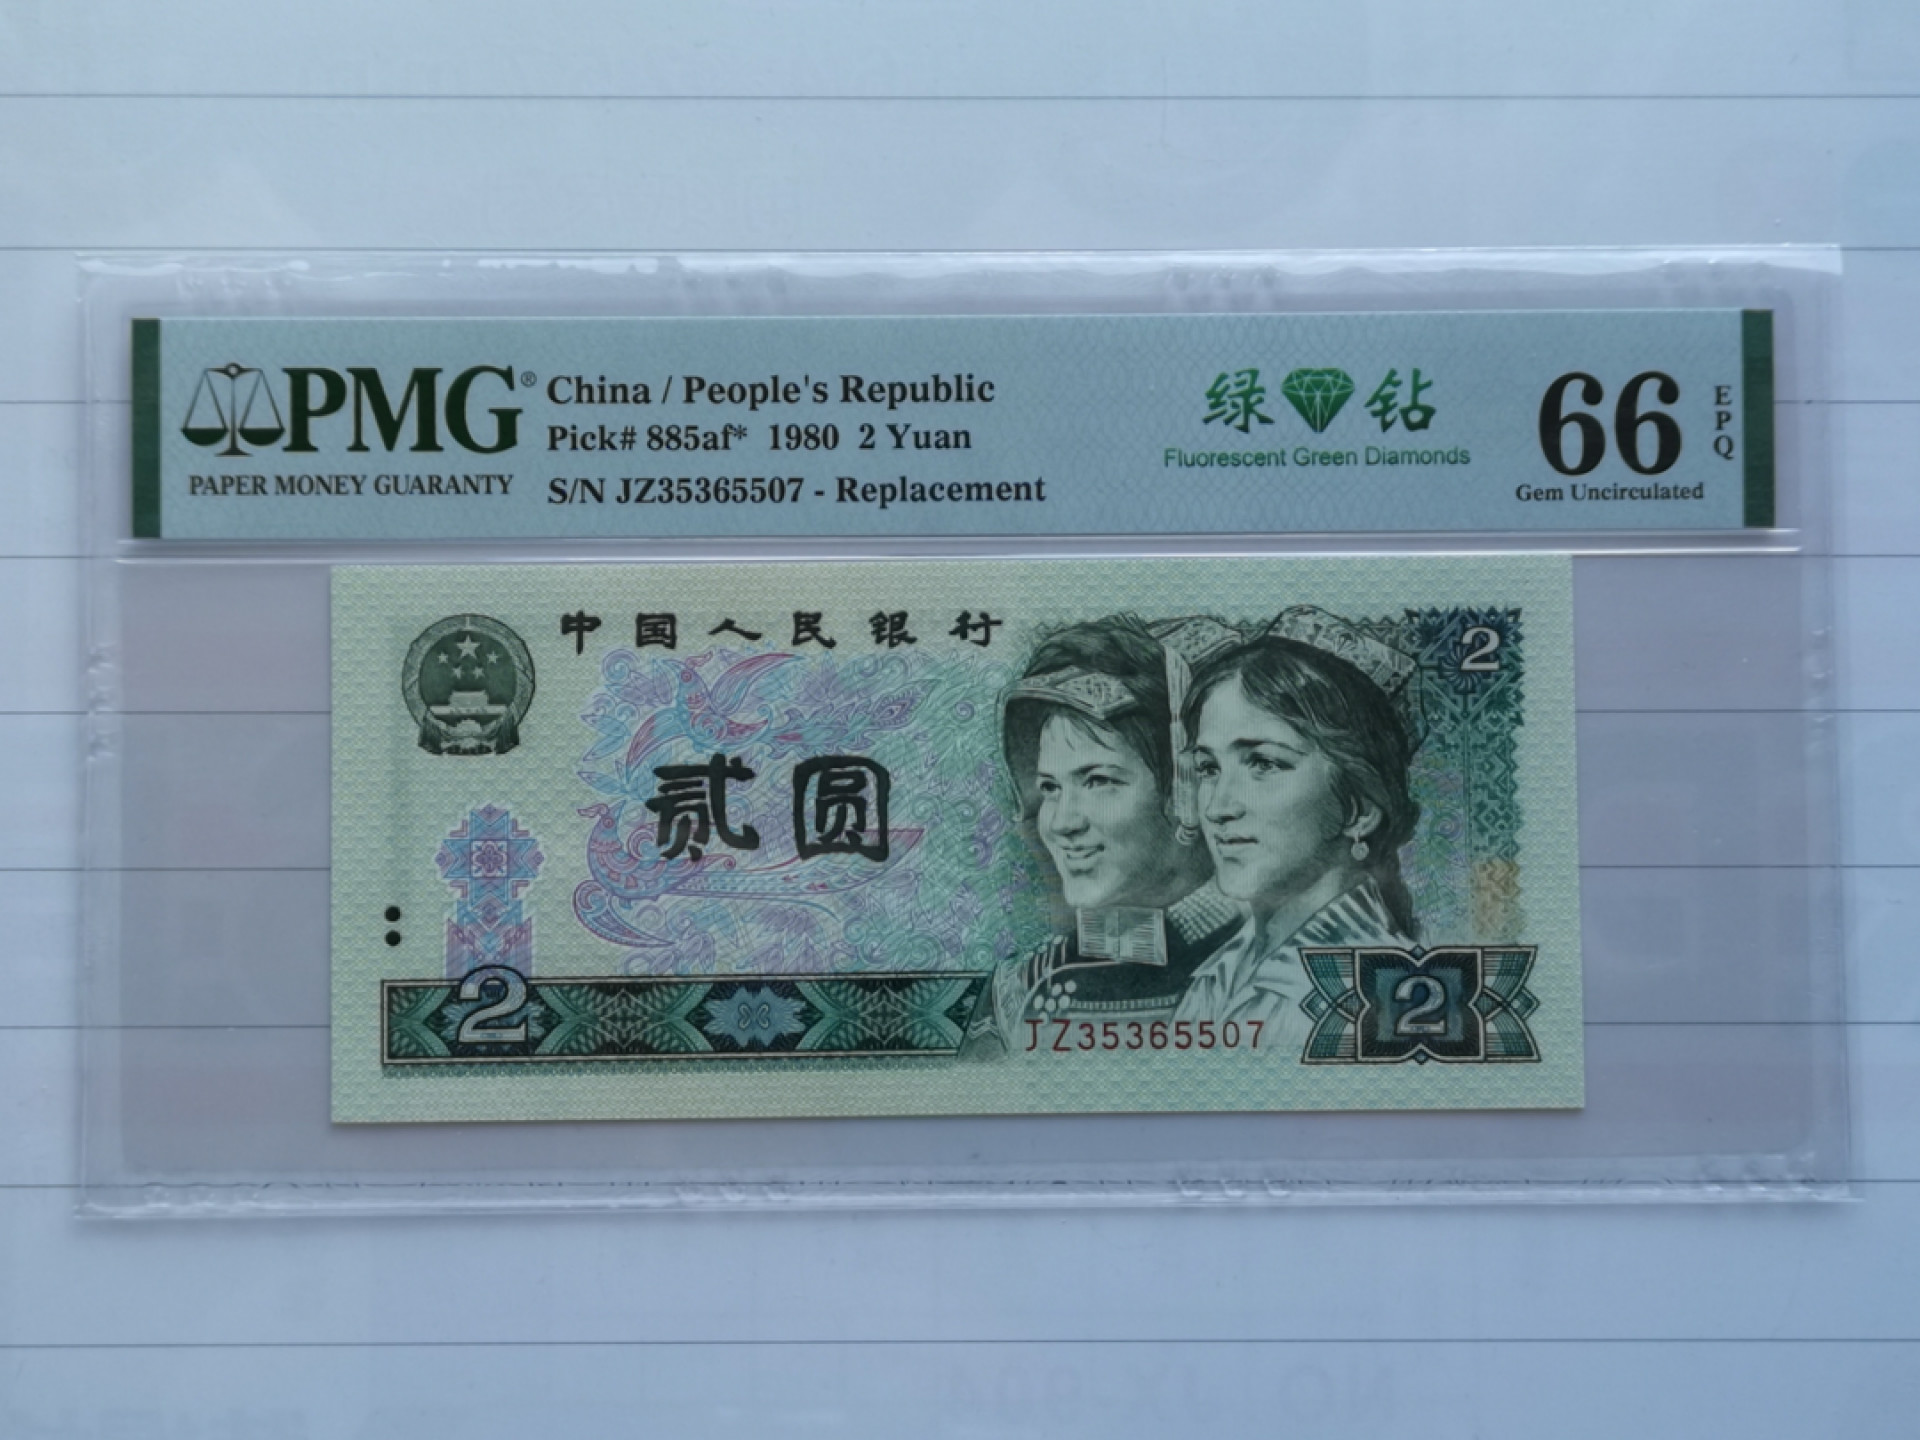 PMG®
PAPER MONEY GUARANTY
China / People's Republic
Pick# 885af* 1980 2 Yuan
S/N JZ35365507 - Replacement
绿 钻
Fluorescent Green Diamonds
66
EPQ
Gem Uncirculated
中国人民银行
2
贰圆
2
JZ35365507
2